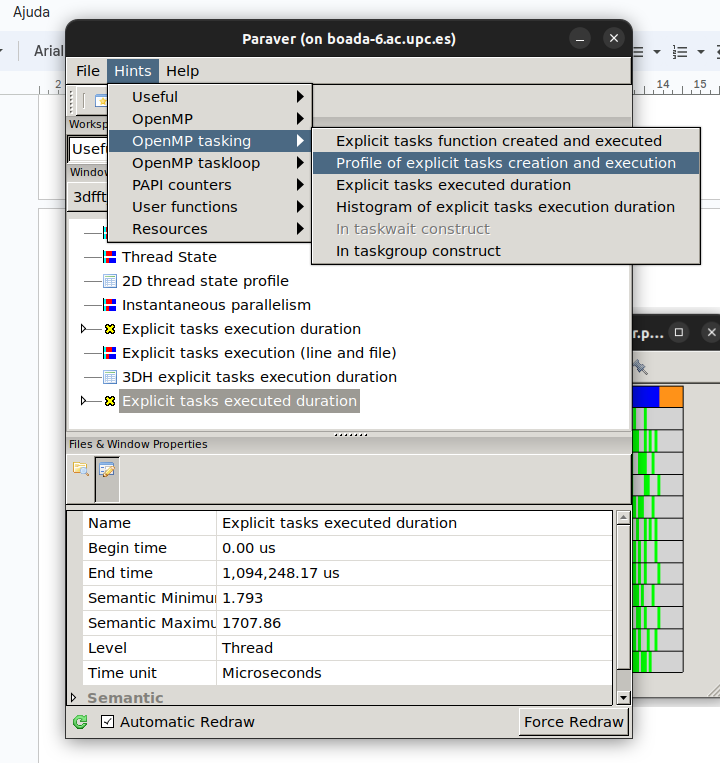 Ajuda
Paraver (on boada-6.ac.upc.es)
Arial
2
14
15
File Hints Help
Useful
OpenMP
OpenMP tasking
OpenMP taskloop
PAPI counters
User functions
Resources
Explicit tasks function created and executed
Profile of explicit tasks creation and execution
Explicit tasks executed duration
Histogram of explicit tasks execution duration
In taskwait construct
In taskgroup construct
Worksp
Usef
Windo
3dfft
Thread State
2D thread state profile
Instantaneous parallelism
Explicit tasks execution duration
Explicit tasks execution (line and file)
3DH explicit tasks execution duration
Explicit tasks executed duration
r.p...
Files & Window Properties
Name Explicit tasks executed duration
Begin time 0.00 us
End time 1,094,248.17 us
Semantic Minimu 1.793
Semantic Maximu 1707.86
Level Thread
Time unit Microseconds
Semantic
Automatic Redraw Force Redraw